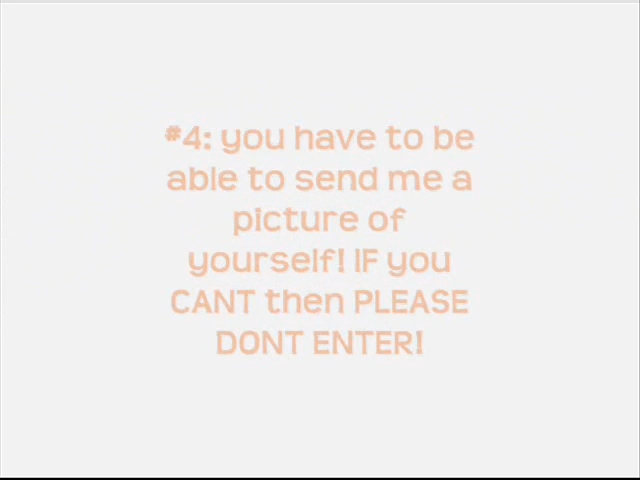 #4: you have to be
able to send me a
picture of
yourself! iF you
CANT then PLEASE
DONT ENTER!